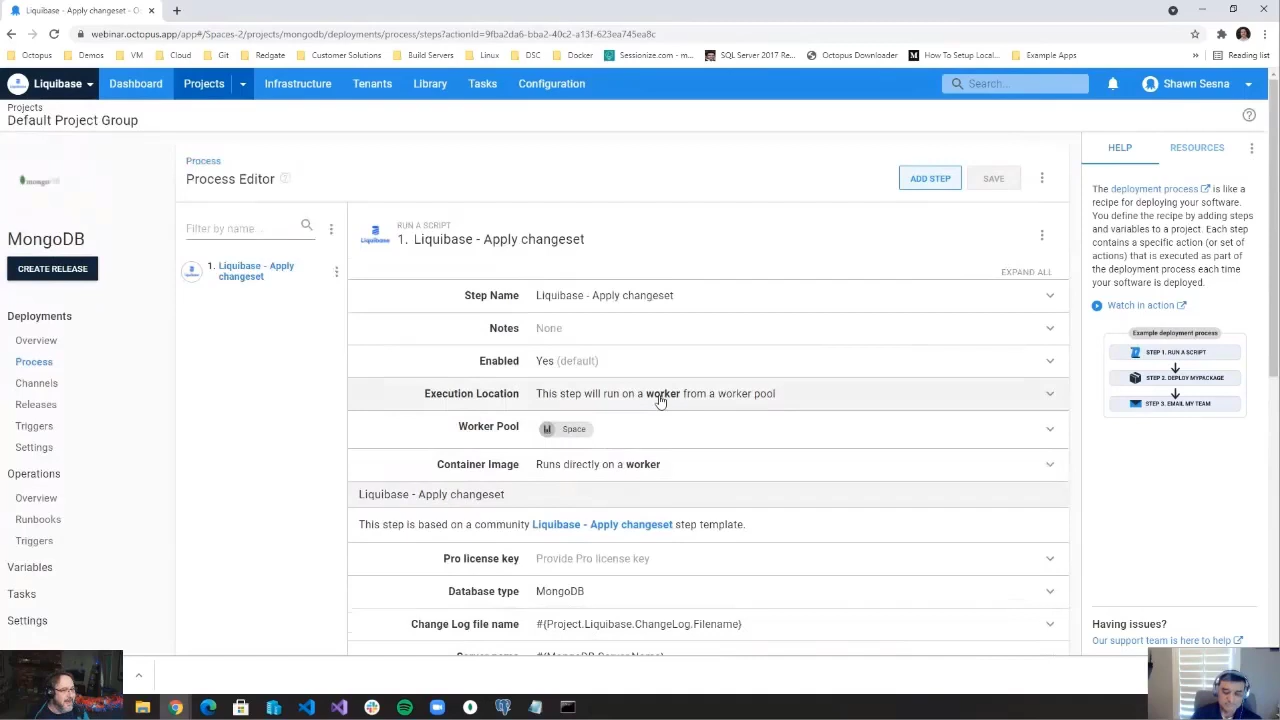 Liquibase - Apply changeset - O
webinar.octopus.app/app#/Spaces-2/projects/mongodb/deployments/process/steps?actionId=9fba2da6-bba2-40c2-a13f-623ea745ea8c
Octopus
Demos
VM
Cloud
Git
Redgate
Customer Solutions
Build Servers
Linux
DSC
Docker
Sessionize.com - m...
SQL Server 2017 Re...
Octopus Downloader
How To Setup Local...
Example Apps
Reading list
Liquibase
Dashboard
Projects
Infrastructure
Tenants
Library
Tasks
Configuration
Search...
Shawn Sesna
Projects
Default Project Group
mongoDB
MongoDB
CREATE RELEASE
Deployments
Overview
Process
Channels
Releases
Triggers
Settings
Operations
Overview
Runbooks
Triggers
Variables
Tasks
Settings
Process
Process Editor
ADD STEP
SAVE
Filter by name...
1. Liquibase - Apply
changeset
Liquibase
RUN A SCRIPT
1. Liquibase - Apply changeset
EXPAND ALL
Step Name Liquibase - Apply changeset
Notes None
Enabled Yes (default)
Execution Location This step will run on a worker from a worker pool
Worker Pool Space
Container Image Runs directly on a worker
Liquibase - Apply changeset
This step is based on a community Liquibase - Apply changeset step template.
Pro license key Provide Pro license key
Database type MongoDB
Change Log file name #{Project.Liquibase.ChangeLog.Filename}
Server name #{MongoDB.Server.Name}
HELP
RESOURCES
The deployment process is like a
recipe for deploying your software.
You define the recipe by adding steps
and variables to a project. Each step
contains a specific action (or set of
actions) that is executed as part of
the deployment process each time
your software is deployed.
Watch in action
Example deployment process
STEP 1. RUN A SCRIPT
STEP 2. DEPLOY MYPACKAGE
STEP 3. EMAIL MY TEAM
Having issues?
Our support team is here to help